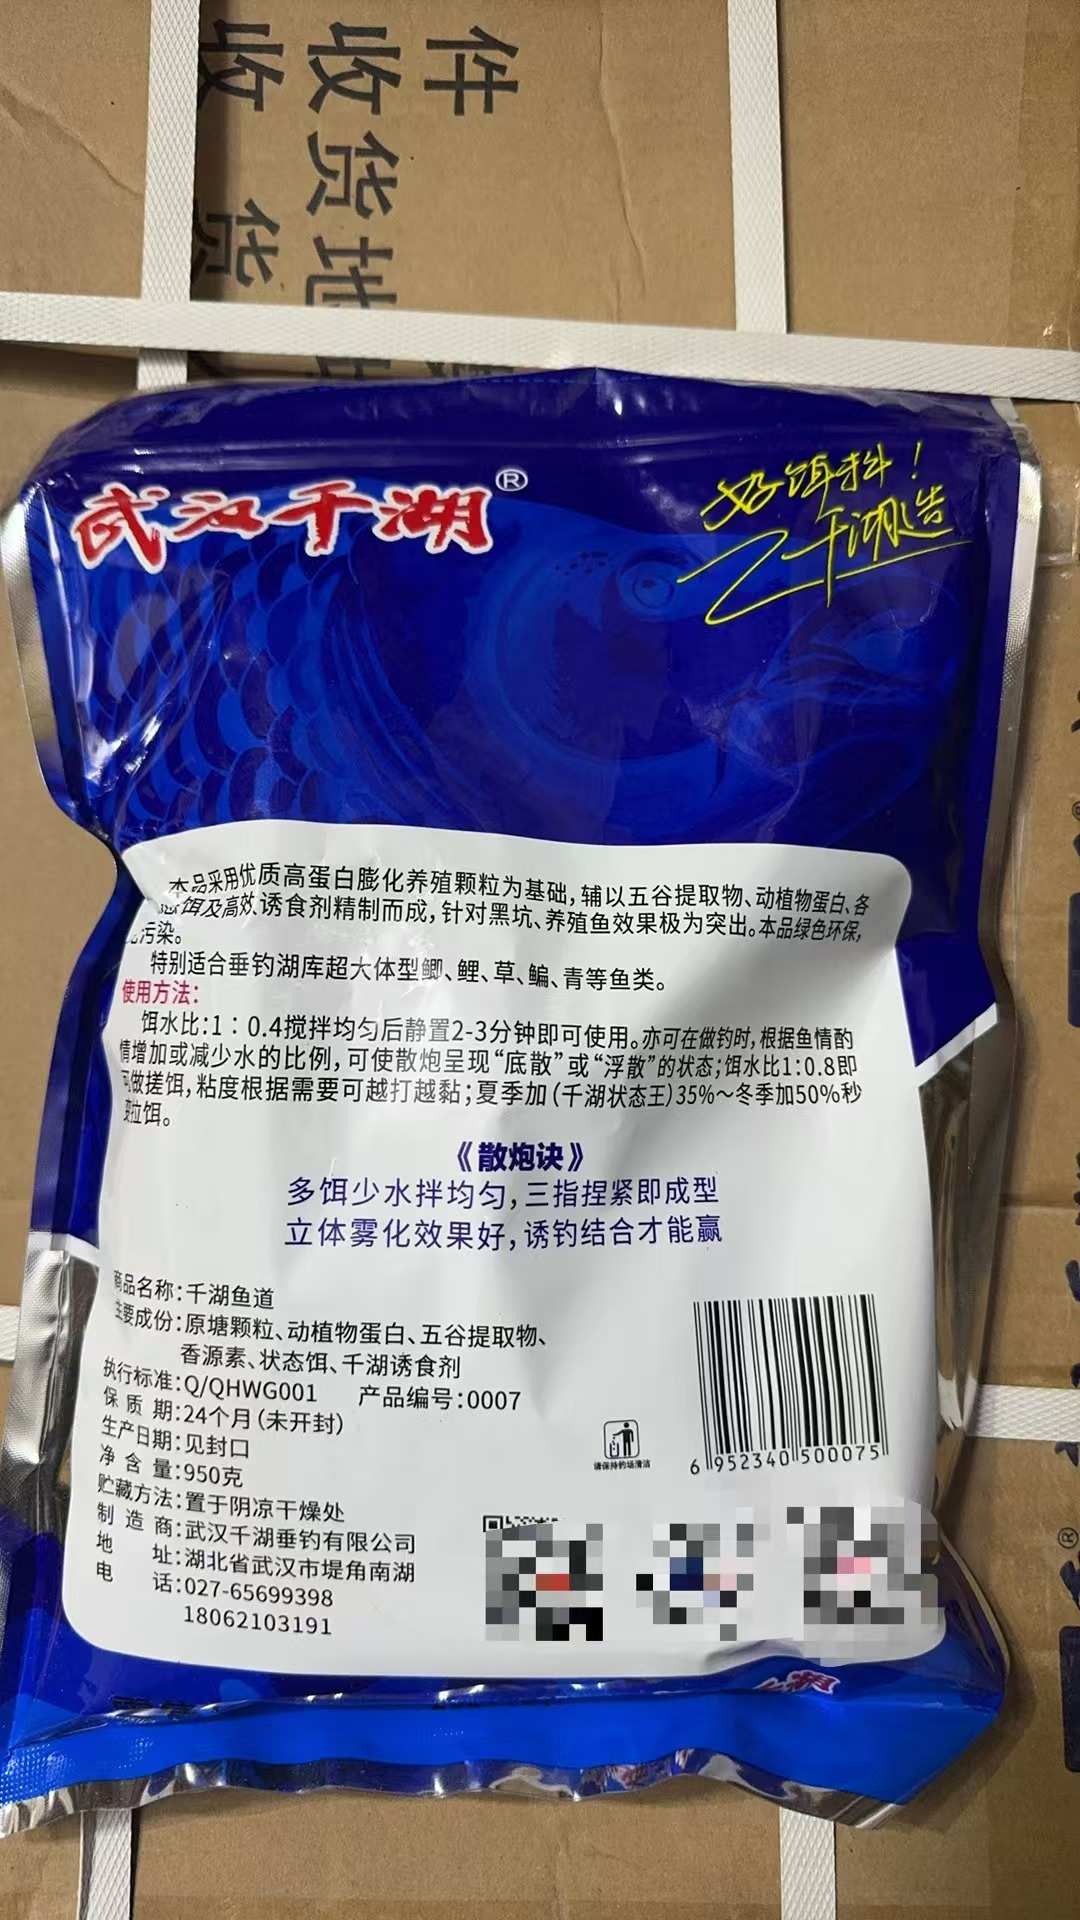 件
收货地
收 货
武汉千湖®
好饵料!
千湖造
本品采用优质高蛋白膨化养殖颗粒为基础,辅以五谷提取物、动植物蛋白、各
饵及高效诱食剂精制而成,针对黑坑、养殖鱼效果极为突出。本品绿色环保,
污染。
特别适合垂钓湖库超大体型鲫、鲤、草、鳊、青等鱼类。
使用方法:
饵水比:1:0.4搅拌均匀后静置2-3分钟即可使用。亦可在做钓时,根据鱼情酌
情增加或减少水的比例,可使散炮呈现“底散”或“浮散”的状态;饵水比1:0.8即
可做搓饵,粘度根据需要可越打越黏;夏季加(千湖状态王)35%~冬季加50%秒
变拉饵。
《散炮诀》
多饵少水拌均匀,三指捏紧即成型
立体雾化效果好,诱钓结合才能赢
商品名称:千湖鱼道
主要成份:原塘颗粒、动植物蛋白、五谷提取物、
香源素、状态饵、千湖诱食剂
执行标准:Q/QHWG001 产品编号:0007
保质期:24个月(未开封)
生产日期:见封口
净含量:950克
贮藏方法:置于阴凉干燥处
制造商:武汉千湖垂钓有限公司
地址:湖北省武汉市堤角南湖
电话:027-65699398
18062103191
请保持钓场清洁
6 952340 500075